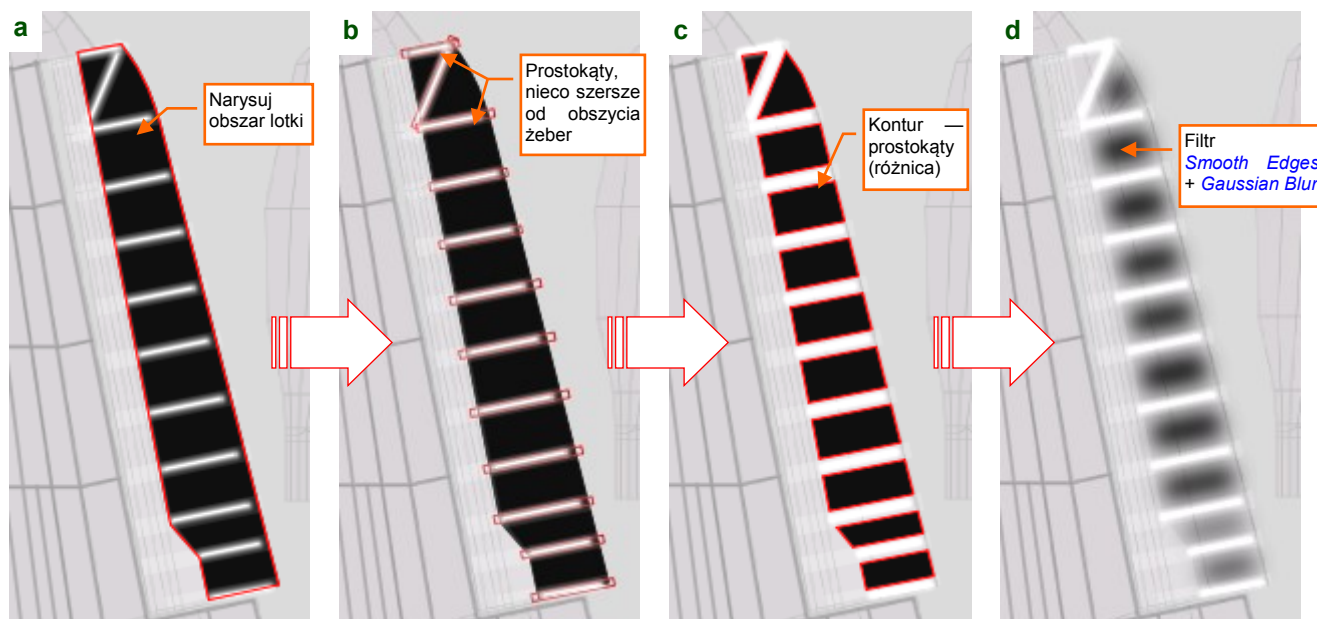 a
Narysuj
obszar lotki
b
Prostokąty,
nieco szersze
od obszycia
żeber
c
Kontur —
prostokąty
(różnica)
d
Filtr
Smooth Edges
+ Gaussian Blur